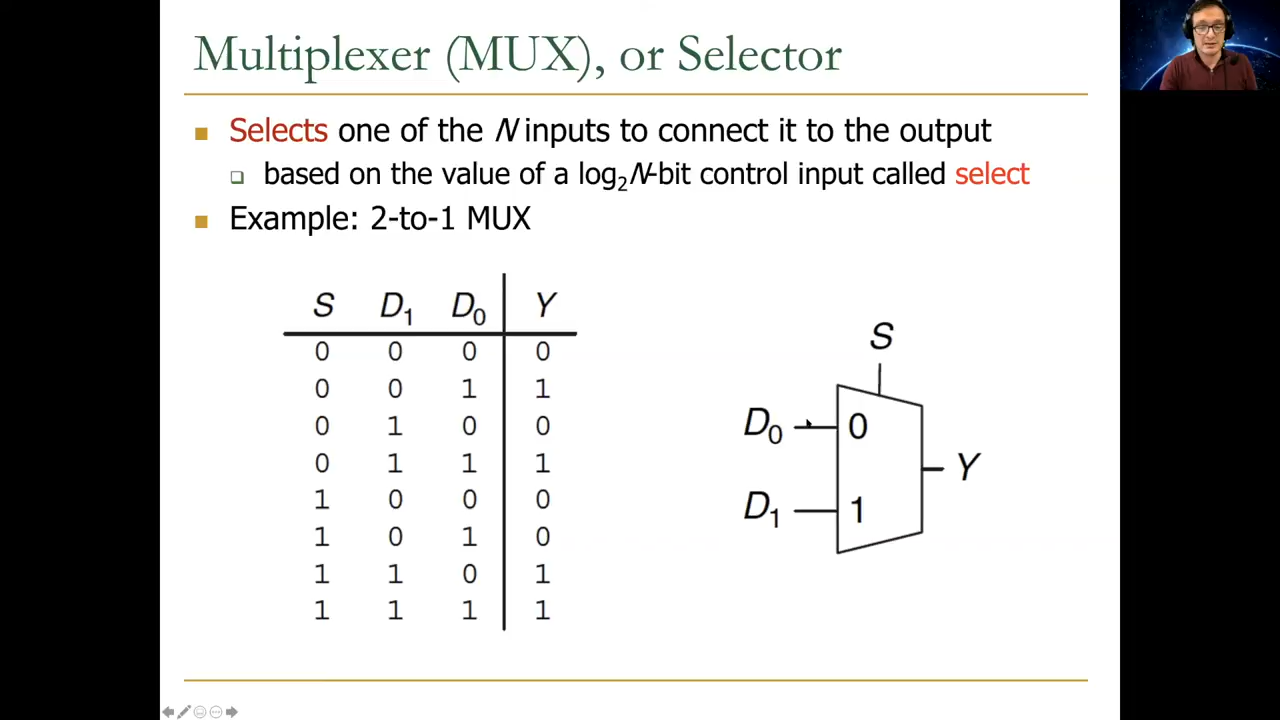 Multiplexer (MUX), or Selector
Selects one of the N inputs to connect it to the output
based on the value of a log2N-bit control input called select
Example: 2-to-1 MUX
S D1 D0 Y
0 0 0 0
0 0 1 1
0 1 0 0
0 1 1 1
1 0 0 0
1 0 1 0
1 1 0 1
1 1 1 1
S
D0 0
Y
D1 1